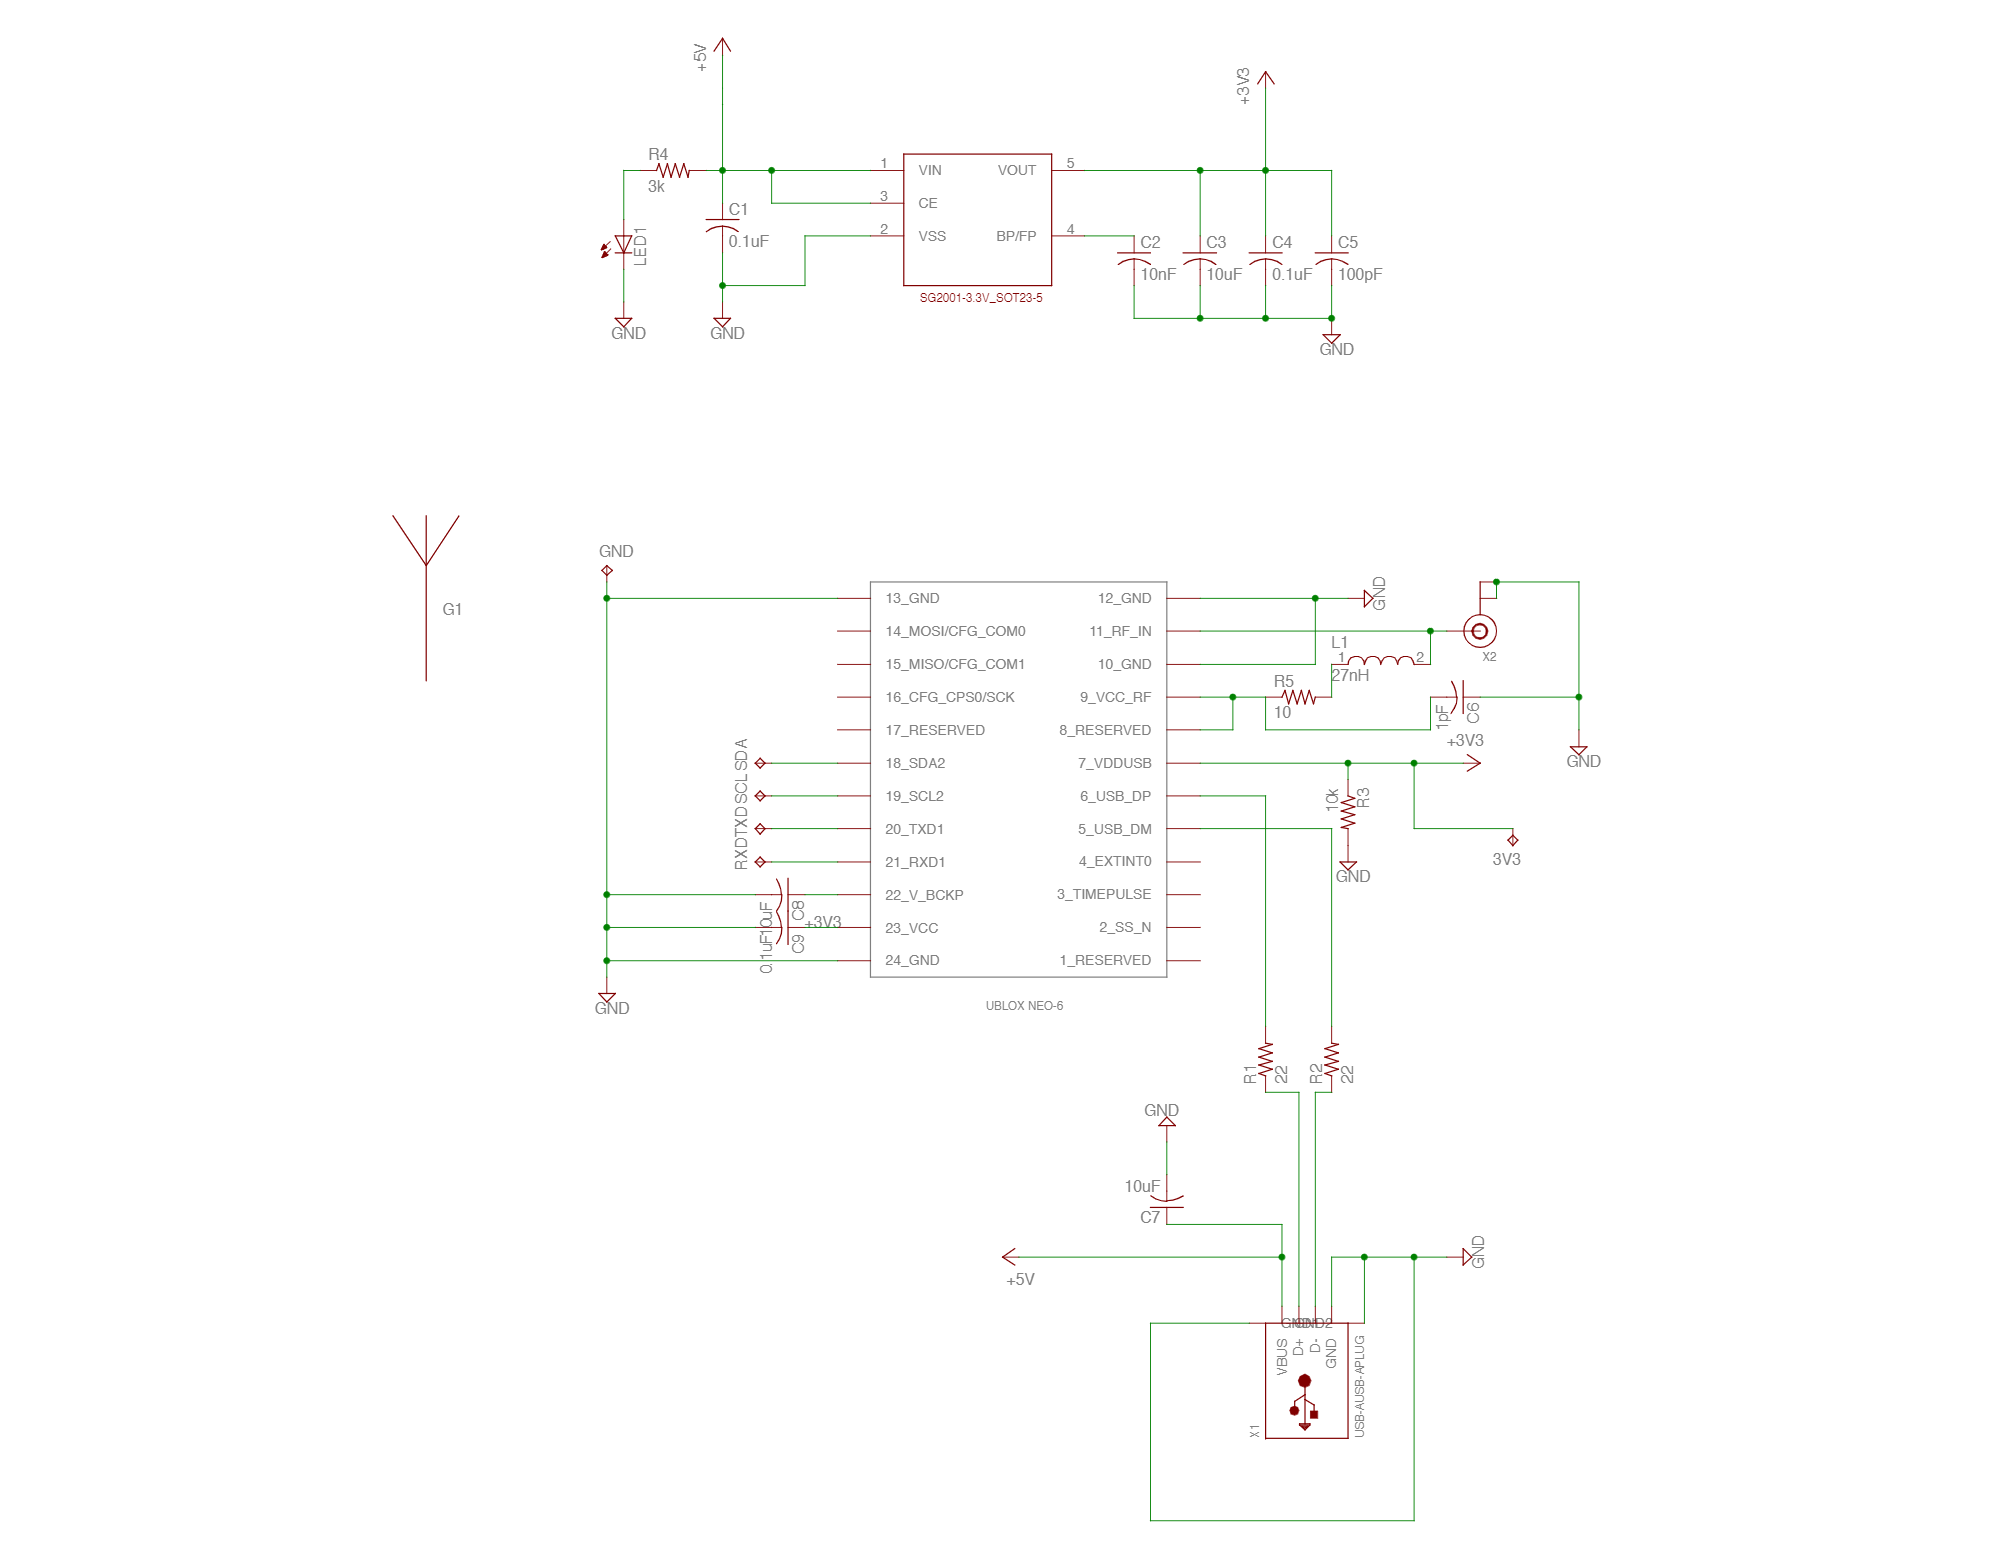 +5V
+3V3
R4
3k
1
VIN
VOUT
5
3
CE
2
VSS
BP/FP
4
C1
0.1uF
LED1
C2
10nF
C3
10uF
C4
0.1uF
C5
100pF
SG2001-3.3V_SOT23-5
GND
GND
GND
G1
GND
13_GND
14_MOSI/CFG_COM0
15_MISO/CFG_COM1
16_CFG_CPS0/SCK
17_RESERVED
18_SDA2
19_SCL2
20_TXD1
21_RXD1
22_V_BCKP
23_VCC
24_GND
12_GND
11_RF_IN
10_GND
9_VCC_RF
8_RESERVED
7_VDDUSB
6_USB_DP
5_USB_DM
4_EXTINT0
3_TIMEPULSE
2_SS_N
1_RESERVED
UBLOX NEO-6
SDA
SCL
TXD
RXD
10uF
C8
0.1uF
C9
+3V3
GND
GND
X2
L1
1
2
27nH
R5
10
1pF
C6
+3V3
GND
10k
R3
GND
3V3
R1
22
R2
22
GND
10uF
C7
+5V
GND
VBUS
D+
D-
GND
X1
USB-AUSB-APLUG